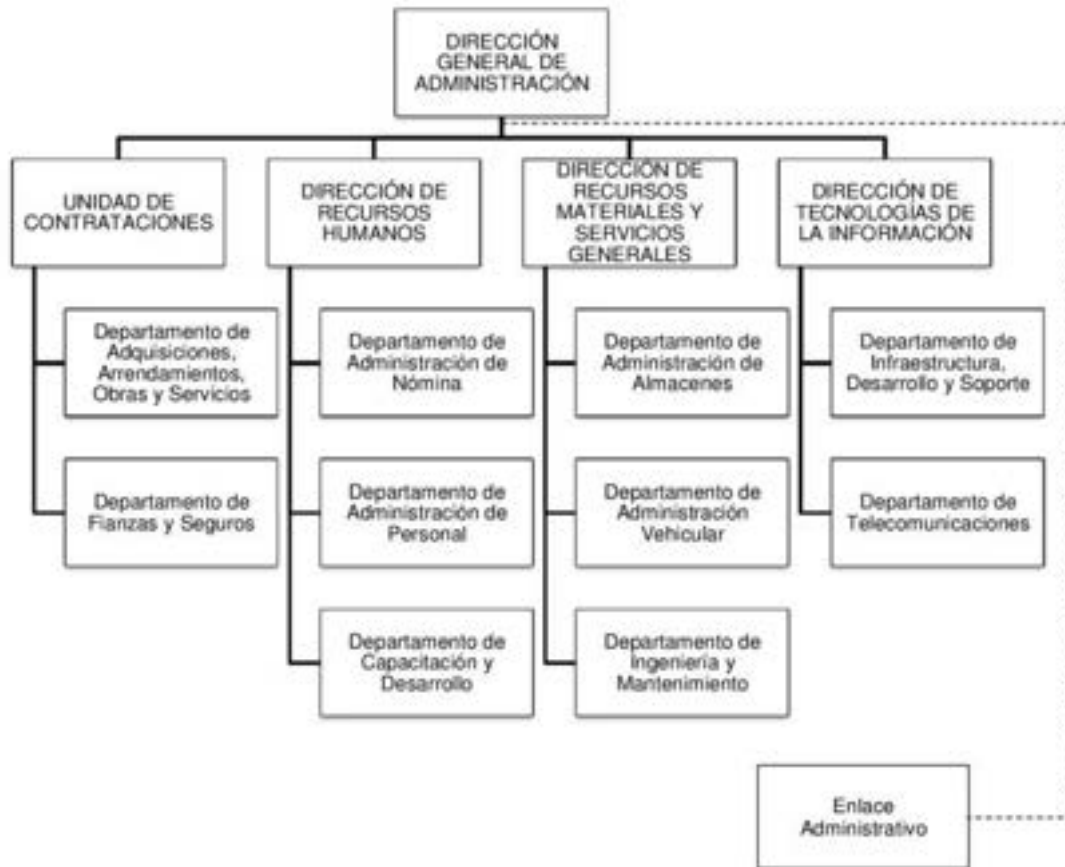 DIRECCIÓN
GENERAL DE
ADMINISTRACIÓN
UNIDAD DE
CONTRATACIONES
DIRECCIÓN DE
RECURSOS
HUMANOS
DIRECCIÓN DE
RECURSOS
MATERIALES Y
SERVICIOS
GENERALES
DIRECCIÓN DE
TECNOLOGÍAS DE
LA INFORMACIÓN
Departamento de
Adquisiciones,
Arrendamientos,
Obras y Servicios
Departamento de
Administración de
Nómina
Departamento de
Administración de
Almacenes
Departamento de
Infraestructura,
Desarrollo y Soporte
Departamento de
Fianzas y Seguros
Departamento de
Administración de
Personal
Departamento de
Administración
Vehicular
Departamento de
Telecomunicaciones
Departamento de
Capacitación y
Desarrollo
Departamento de
Ingeniería y
Mantenimiento
Enlace
Administrativo